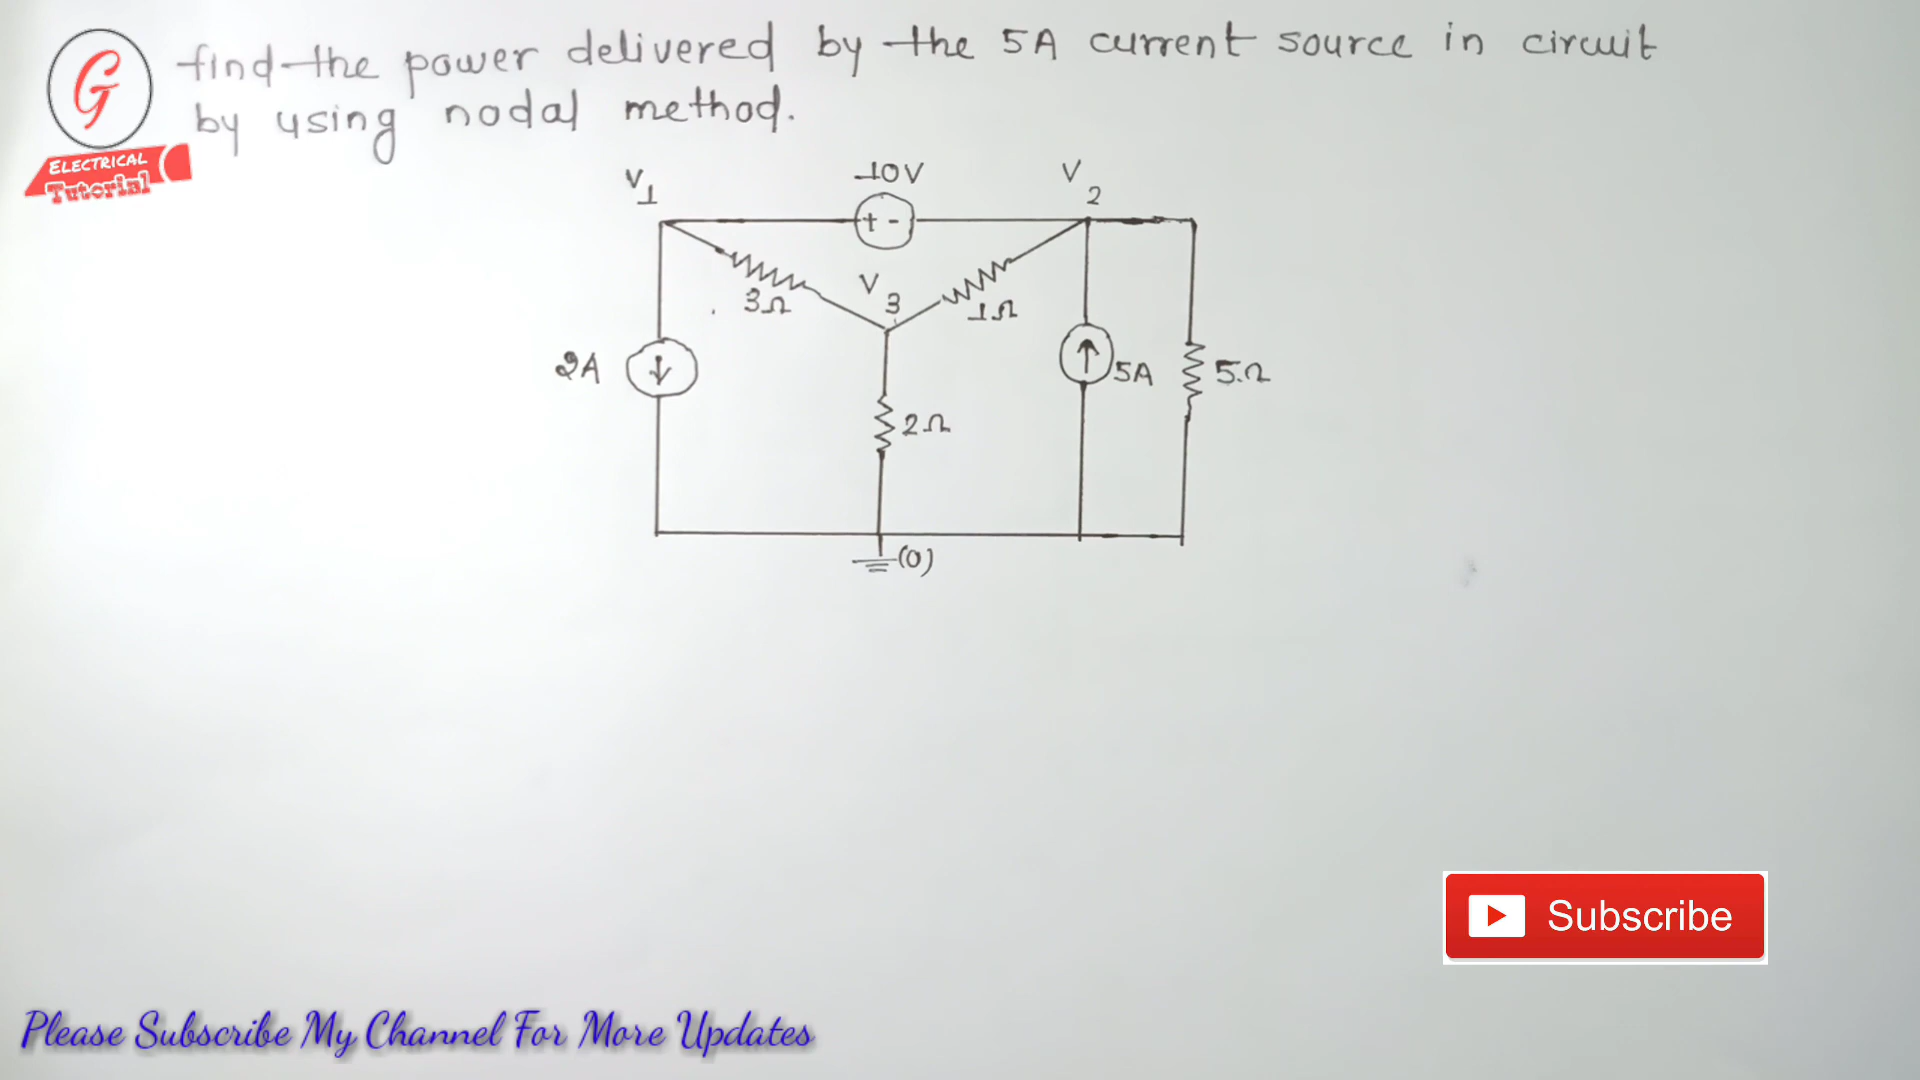 G
ELECTRICAL
Tutorial
find the power delivered by the 5A current source in circuit
by using nodal method.
V1
10V
V2
+ -
3Ω
V3
1Ω
2A
5A
5Ω
2Ω
(0)
Subscribe
Please Subscribe My Channel For More Updates